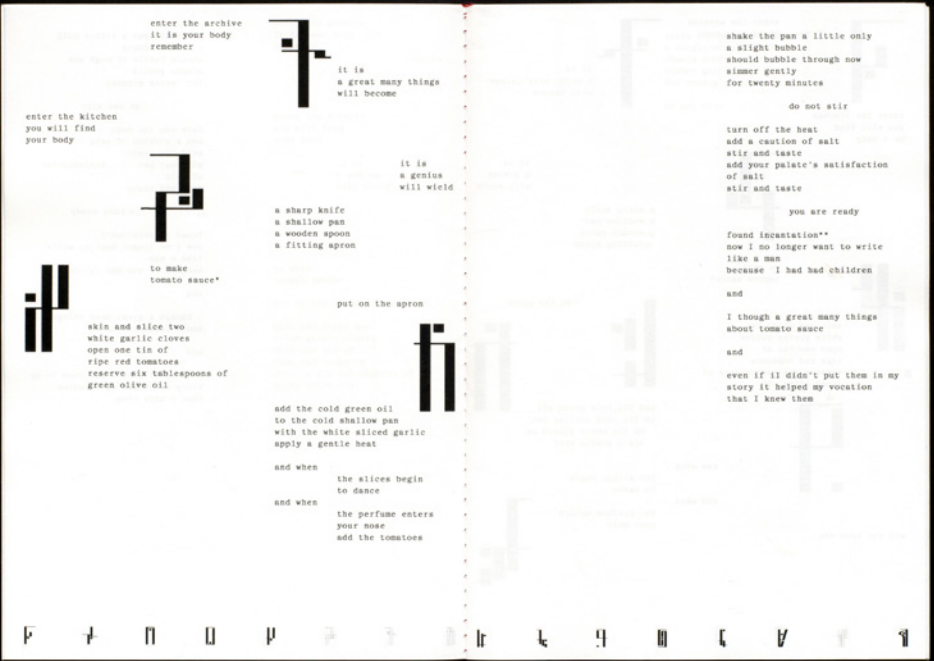 enter the archive
it is your body
remember
it is
a great many things
will become
enter the kitchen
you will find
your body
it is
a genius
will wield
a sharp knife
a shallow pan
a wooden spoon
a fitting apron
to make
tomato sauce*
put on the apron
skin and slice two
white garlic cloves
open one tin of
ripe red tomatoes
reserve six tablespoons of
green olive oil
add the cold green oil
to the cold shallow pan
with the white sliced garlic
apply a gentle heat
and when
the slices begin
to dance
and when
the perfume enters
your nose
add the tomatoes
shake the pan a little only
a slight bubble
should bubble through now
simmer gently
for twenty minutes
do not stir
turn off the heat
add a caution of salt
stir and taste
add your palate's satisfaction
of salt
stir and taste
you are ready
found incantation**
now I no longer want to write
like a man
because I had had children
and
I though a great many things
about tomato sauce
and
even if iI didn't put them in my
story it helped my vocation
that I knew them